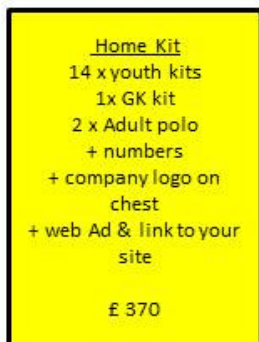 Home Kit
14 x youth kits
1x GK kit
2 x Adult polo
+ numbers
+ company logo on
chest
+ web Ad & link to your
site
£ 370